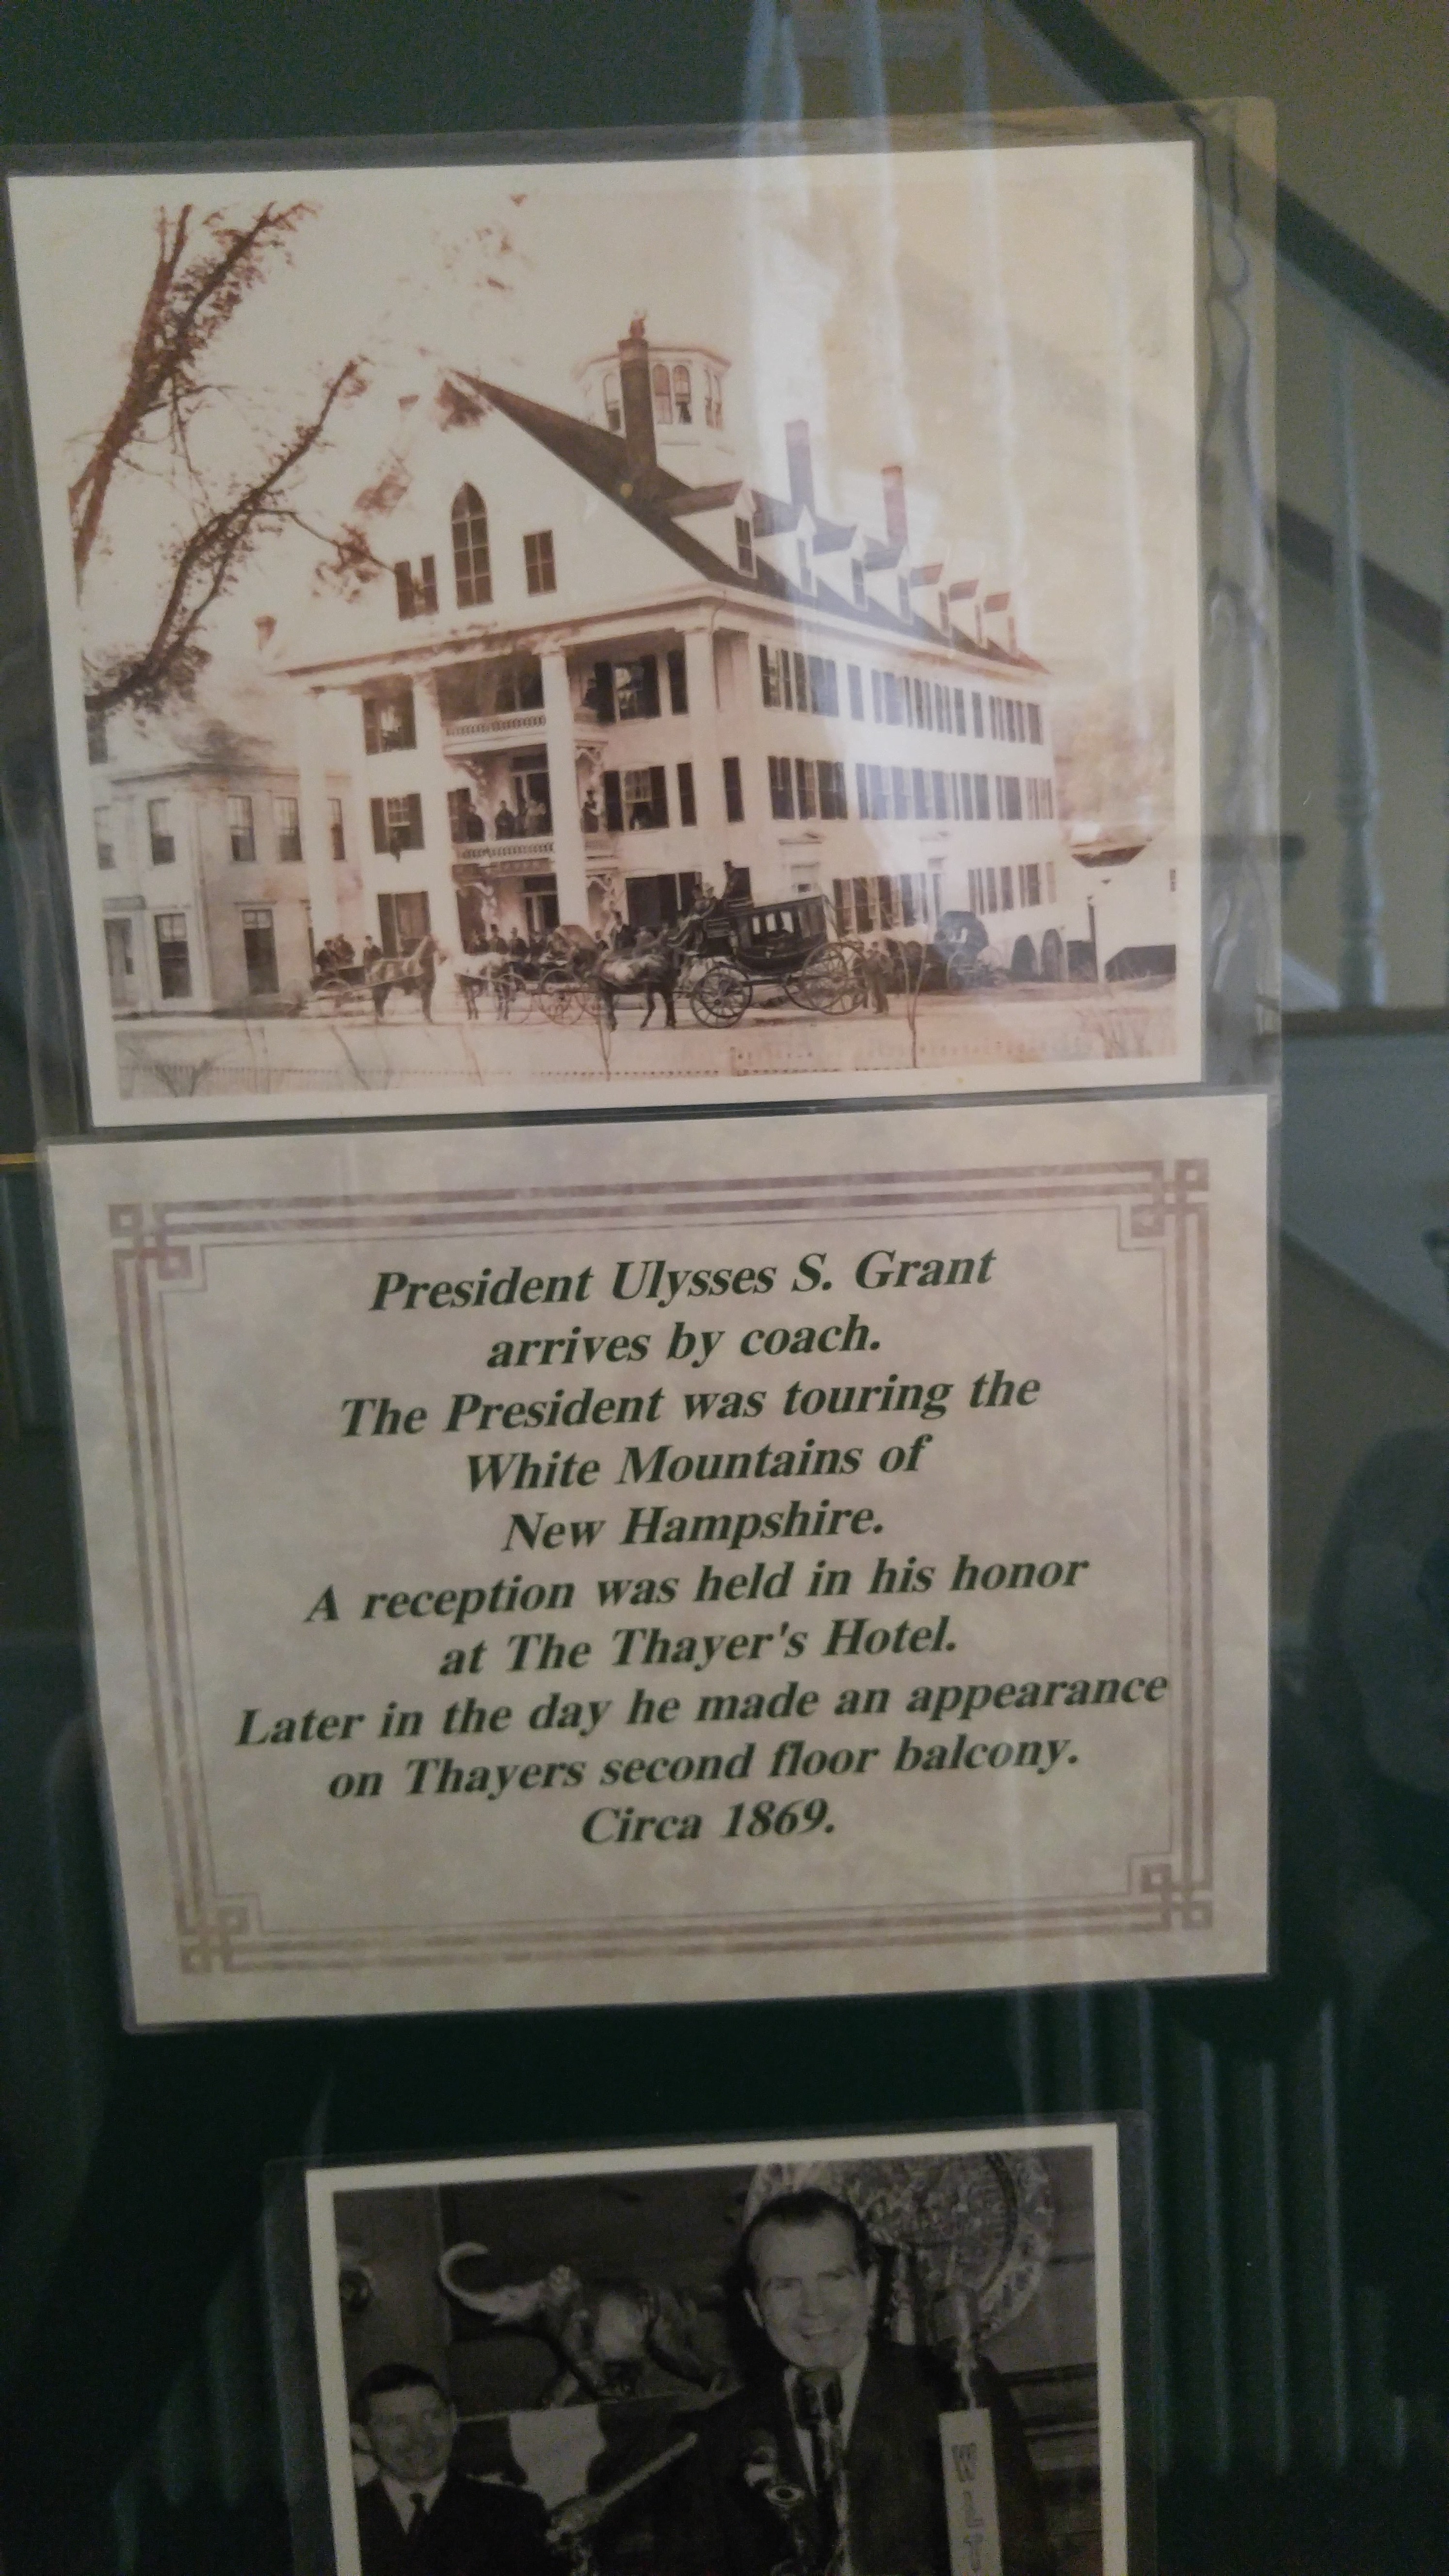 President Ulysses S. Grant
arrives by coach.
The President was touring the
White Mountains of
New Hampshire.
A reception was held in his honor
at The Thayer's Hotel.
Later in the day he made an appearance
on Thayers second floor balcony.
Circa 1869.
WLT